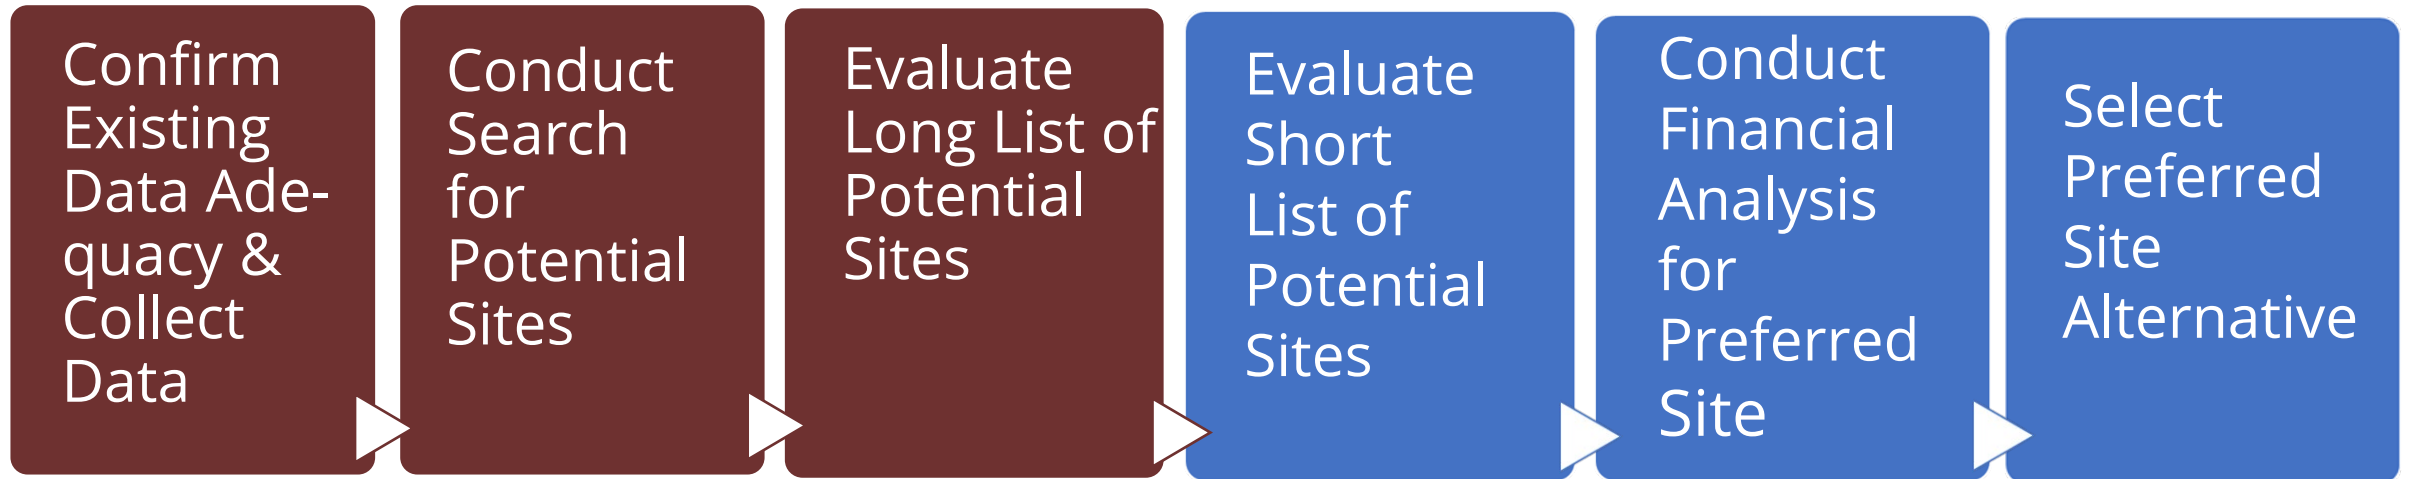 Confirm
Existing
Data Ade-
quacy &
Collect
Data
Conduct
Search
for
Potential
Sites
Evaluate
Long List of
Potential
Sites
Evaluate
Short
List of
Potential
Sites
Conduct
Financial
Analysis
for
Preferred
Site
Select
Preferred
Site
Alternative